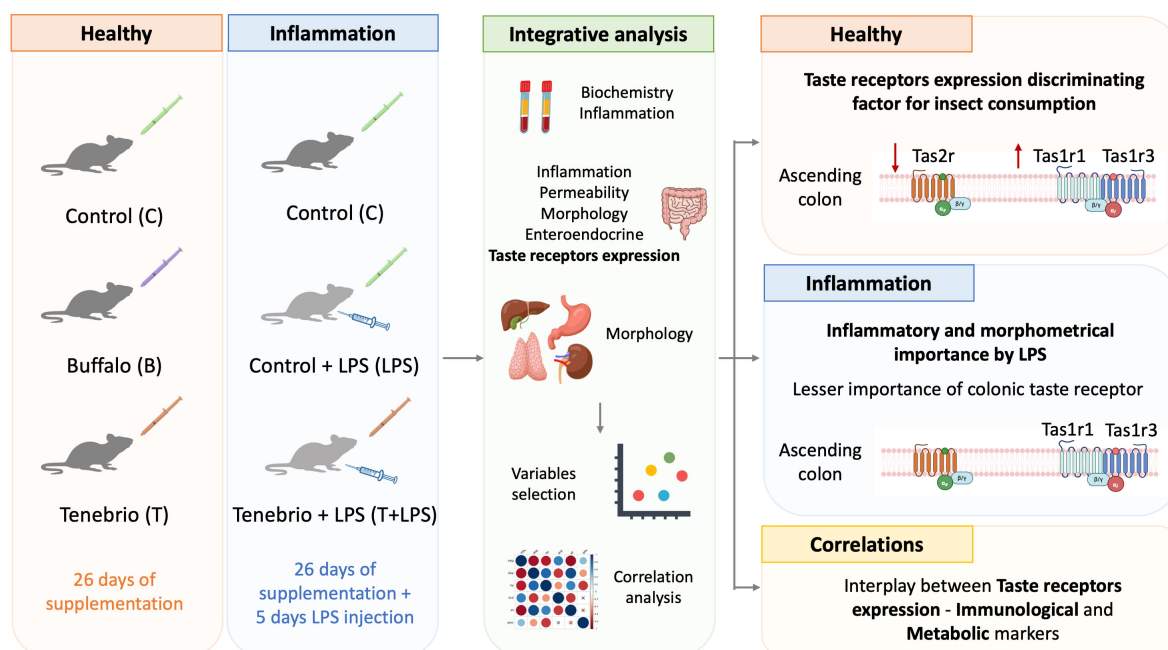 Healthy
Control (C)
Buffalo (B)
Tenebrio (T)
26 days of
supplementation
Inflammation
Control (C)
Control + LPS (LPS)
Tenebrio + LPS (T+LPS)
26 days of
supplementation +
5 days LPS injection
Integrative analysis
Biochemistry
Inflammation
Inflammation
Permeability
Morphology
Enteroendocrine
Taste receptors expression
Morphology
Variables
selection
Correlation
analysis
Healthy
Taste receptors expression discriminating
factor for insect consumption
Tas2r
Tas1r1
Tas1r3
Ascending
colon
β/γ
β/γ
Inflammation
Inflammatory and morphometrical
importance by LPS
Lesser importance of colonic taste receptor
Tas1r1
Tas1r3
Ascending
colon
β/γ
β/γ
Correlations
Interplay between Taste receptors
expression - Immunological and
Metabolic markers